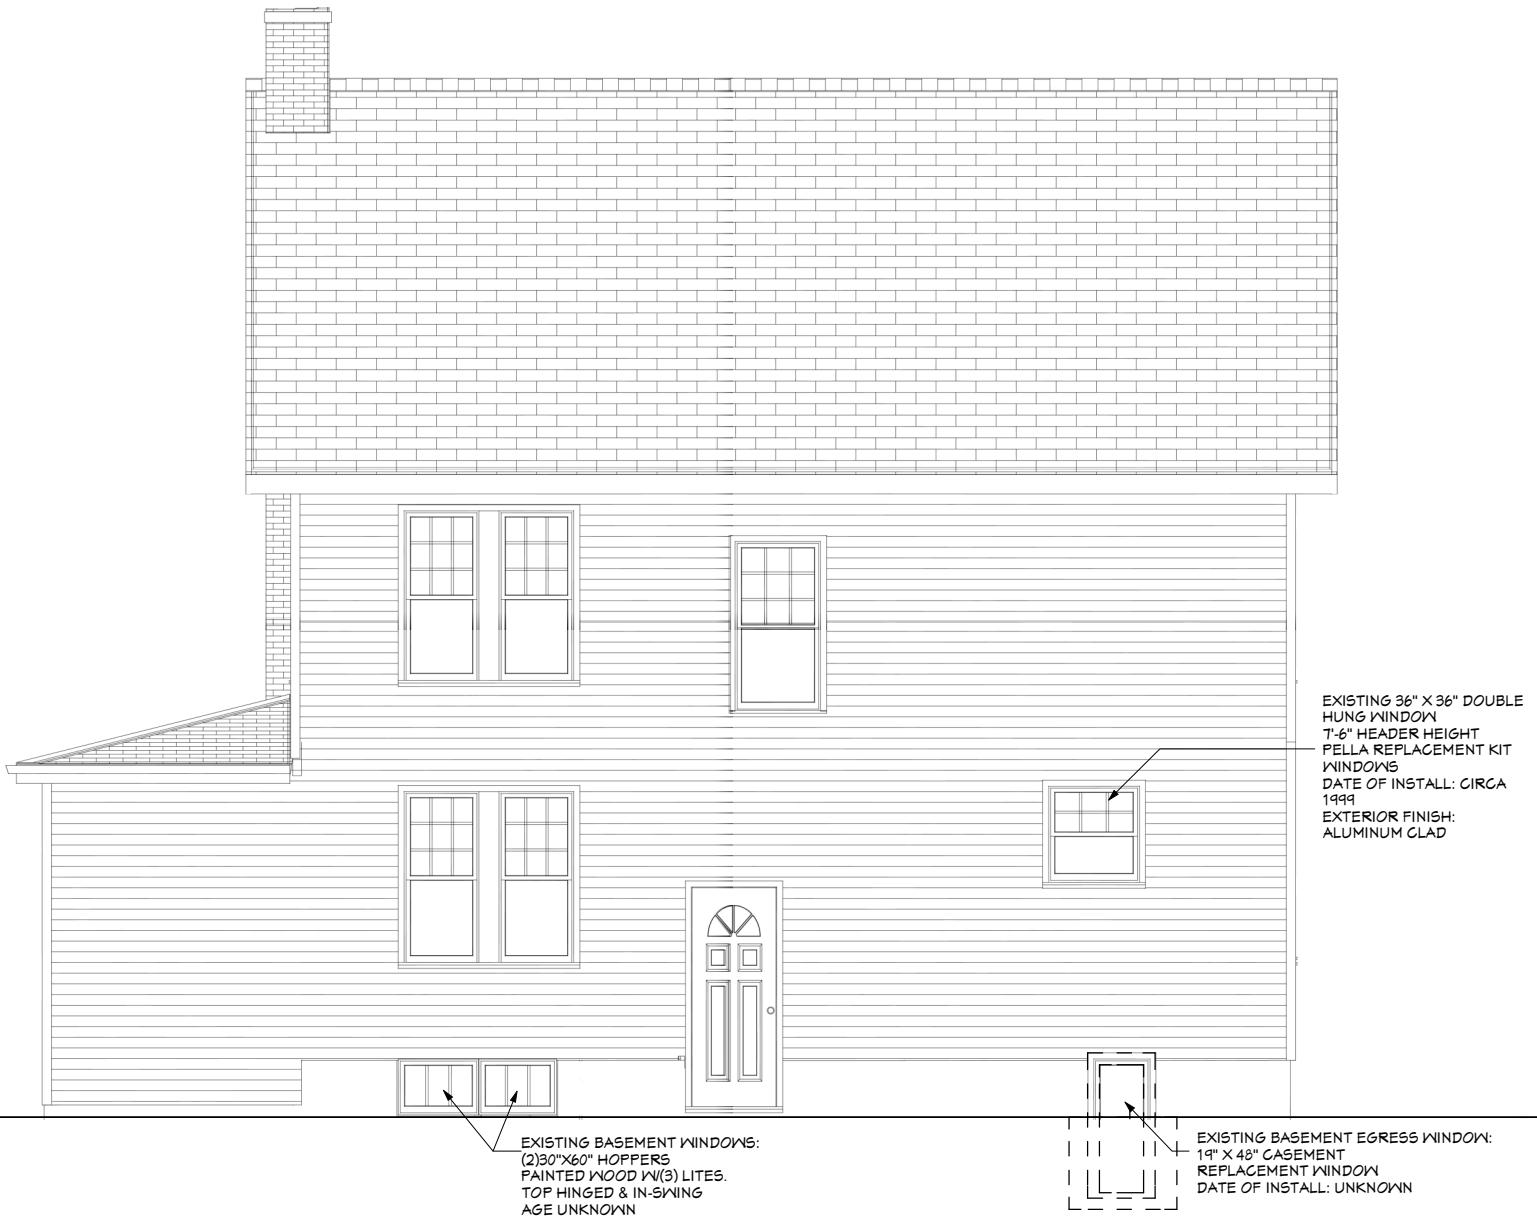 EXISTING 36" X 36" DOUBLE
HUNG WINDOW
7'-6" HEADER HEIGHT
PELLA REPLACEMENT KIT
WINDOWS
DATE OF INSTALL: CIRCA
1999
EXTERIOR FINISH:
ALUMINUM CLAD
EXISTING BASEMENT WINDOWS:
(2)30"X60" HOPPERS
PAINTED WOOD W/(3) LITES.
TOP HINGED & IN-SWING
AGE UNKNOWN
EXISTING BASEMENT EGRESS WINDOW:
19" X 48" CASEMENT
REPLACEMENT WINDOW
DATE OF INSTALL: UNKNOWN